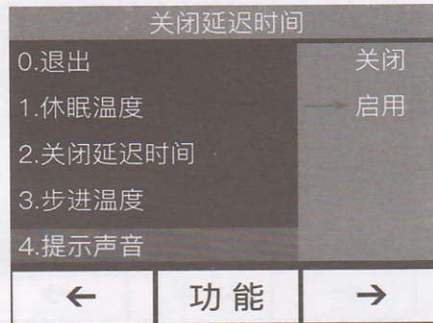 关闭延迟时间
0.退出
关闭
1.休眠温度
→ 启用
2.关闭延迟时间
3.步进温度
4.提示声音
← 功能 →